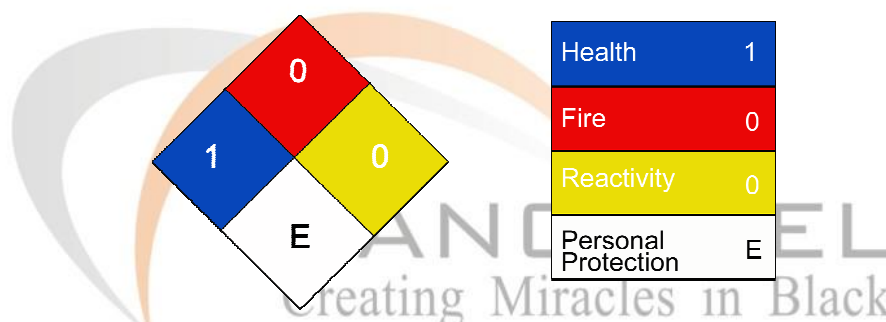 0
1
0
E
Health 1
Fire 0
Reactivity 0
Personal
Protection E
Creating Miracles in Black